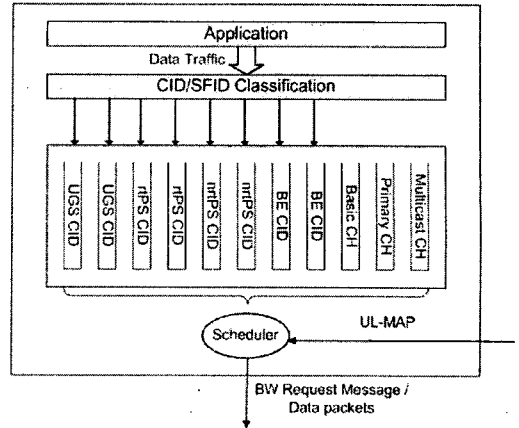 Application
Data Traffic
CID/SFID Classification
UGS CID
UGS CID
rtPS CID
rtPS CID
nrtPS CID
nrtPS CID
BE CID
BE CID
Basic CH
Primary CH
Multicast CH
UL-MAP
Scheduler
BW Request Message /
Data packets